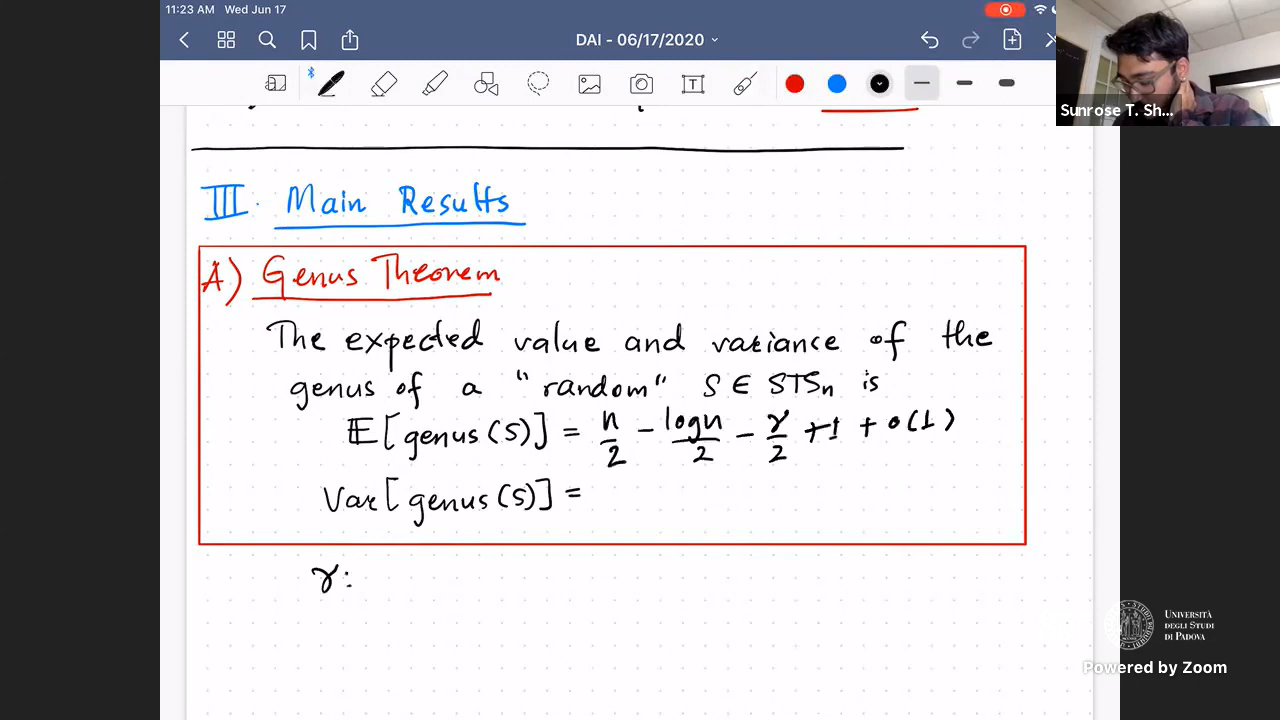 11:23 AM Wed Jun 17
DAI - 06/17/2020
T
Sunrose T. Sh...
III. Main Results
A) Genus Theorem
The expected value and variance of the
genus of a "random" S ∈ STSn is
𝔼[genus(S)] = n/2 - log n/2 - γ/2 + 1 + o(1)
Var[genus(S)] =
γ:
UNIVERSITÀ
DEGLI STUDI
DI PADOVA
Powered by Zoom